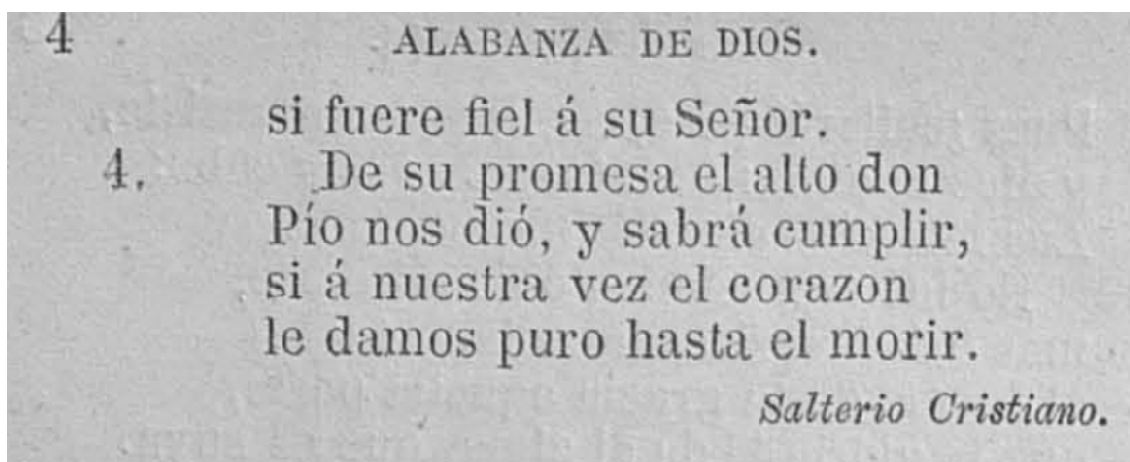 4 ALABANZA DE DIOS.
si fuere fiel á su Señor.
4. De su promesa el alto don
Pío nos dió, y sabrá cumplir,
si á nuestra vez el corazon
le damos puro hasta el morir.
Salterio Cristiano.